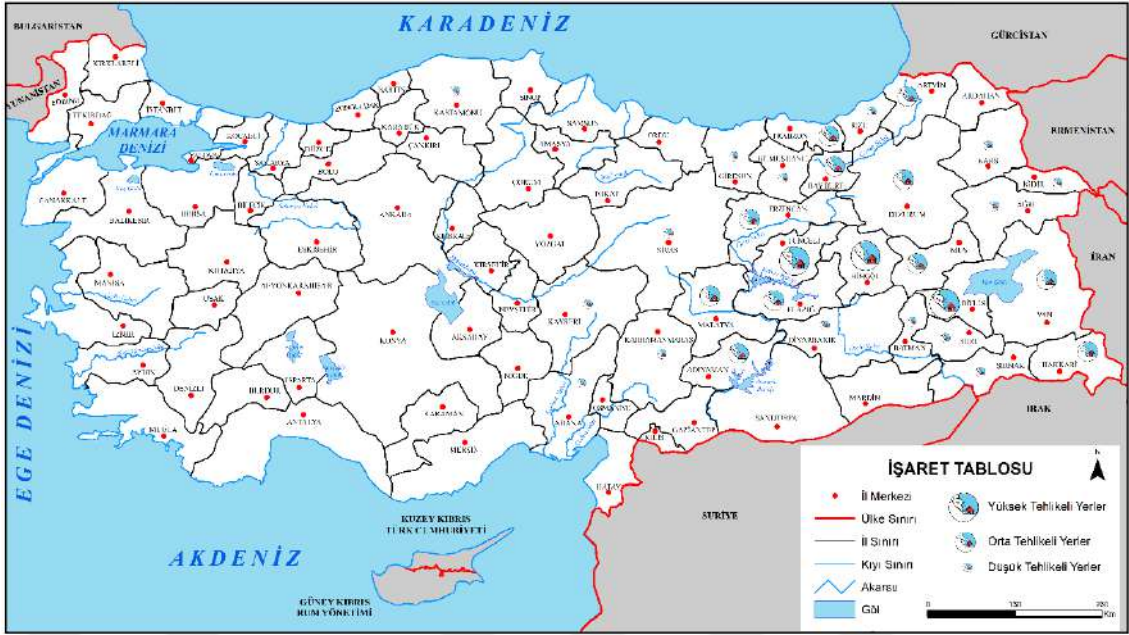 KARADENİZ
BULGARİSTAN
GÜRCİSTAN
YUNANİSTAN
KIRKLARELİ
EDİRNE
TEKİRDAĞ
İSTANBUL
MARMARA
DENİZİ
KOCAELİ
SAKARYA
DÜZCE
BOLU
ZONGULDAK
BARTIN
KARABÜK
KASTAMONU
ÇANKIRI
SİNOP
SAMSUN
AMASYA
ÇORUM
TOKAT
ORDU
GİRESUN
TRABZON
GÜMÜŞHANE
BAYBURT
RİZE
ARTVİN
ARDAHAN
ERMENİSTAN
KARS
IĞDIR
AĞRI
İRAN
ERZURUM
ERZİNCAN
ÇANAKKALE
BALIKESİR
BURSA
BİLECİK
ESKİŞEHİR
ANKARA
KIRIKKALE
YOZGAT
SİVAS
TUNCELİ
BİNGÖL
MUŞ
MANİSA
KÜTAHYA
UŞAK
AFYONKARAHİSAR
KIRŞEHİR
NEVŞEHİR
KAYSERİ
MALATYA
ELAZIĞ
BİTLİS
VAN
İZMİR
AYDIN
DENİZLİ
BURDUR
ISPARTA
KONYA
AKSARAY
NİĞDE
KAHRAMANMARAŞ
ADIYAMAN
DİYARBAKIR
BATMAN
SİİRT
ŞIRNAK
HAKKARİ
MUĞLA
ANTALYA
KARAMAN
MERSİN
ADANA
OSMANİYE
KİLİS
GAZİANTEP
ŞANLIURFA
MARDİN
HATAY
EGE DENİZİ
AKDENİZ
KUZEY KIBRIS
TÜRK CUMHURİYETİ
GÜNEY KIBRIS
RUM YÖNETİMİ
SURİYE
IRAK
İŞARET TABLOSU
N
İl Merkezi
Ülke Sınırı
İl Sınırı
Kıyı Sınırı
Akarsu
Göl
Yüksek Tehlikeli Yerler
Orta Tehlikeli Yerler
Düşük Tehlikeli Yerler
0
Km